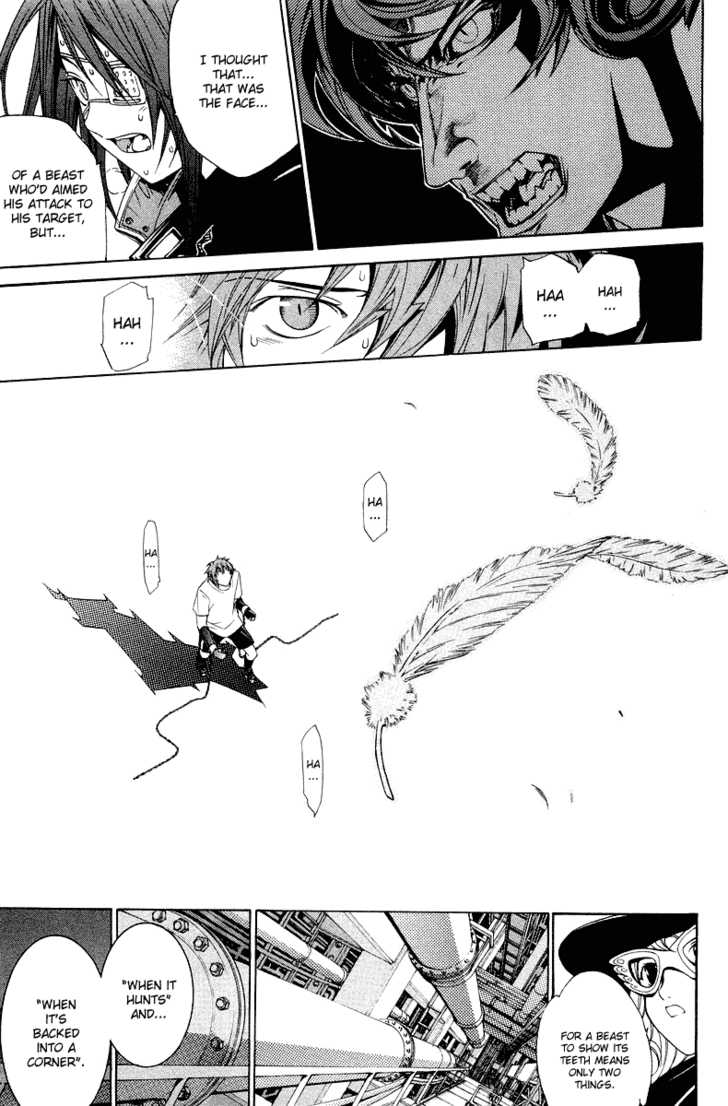 I THOUGHT
THAT...
THAT WAS
THE FACE...
OF A BEAST
WHO'D AIMED
HIS ATTACK TO
HIS TARGET,
BUT...
HAH
...
HAA
...
HAH
...
HA
...
HA
...
HA
...
FOR A BEAST
TO SHOW ITS
TEETH MEANS
ONLY TWO
THINGS.
"WHEN IT
HUNTS"
AND...
"WHEN
IT'S
BACKED
INTO A
CORNER".